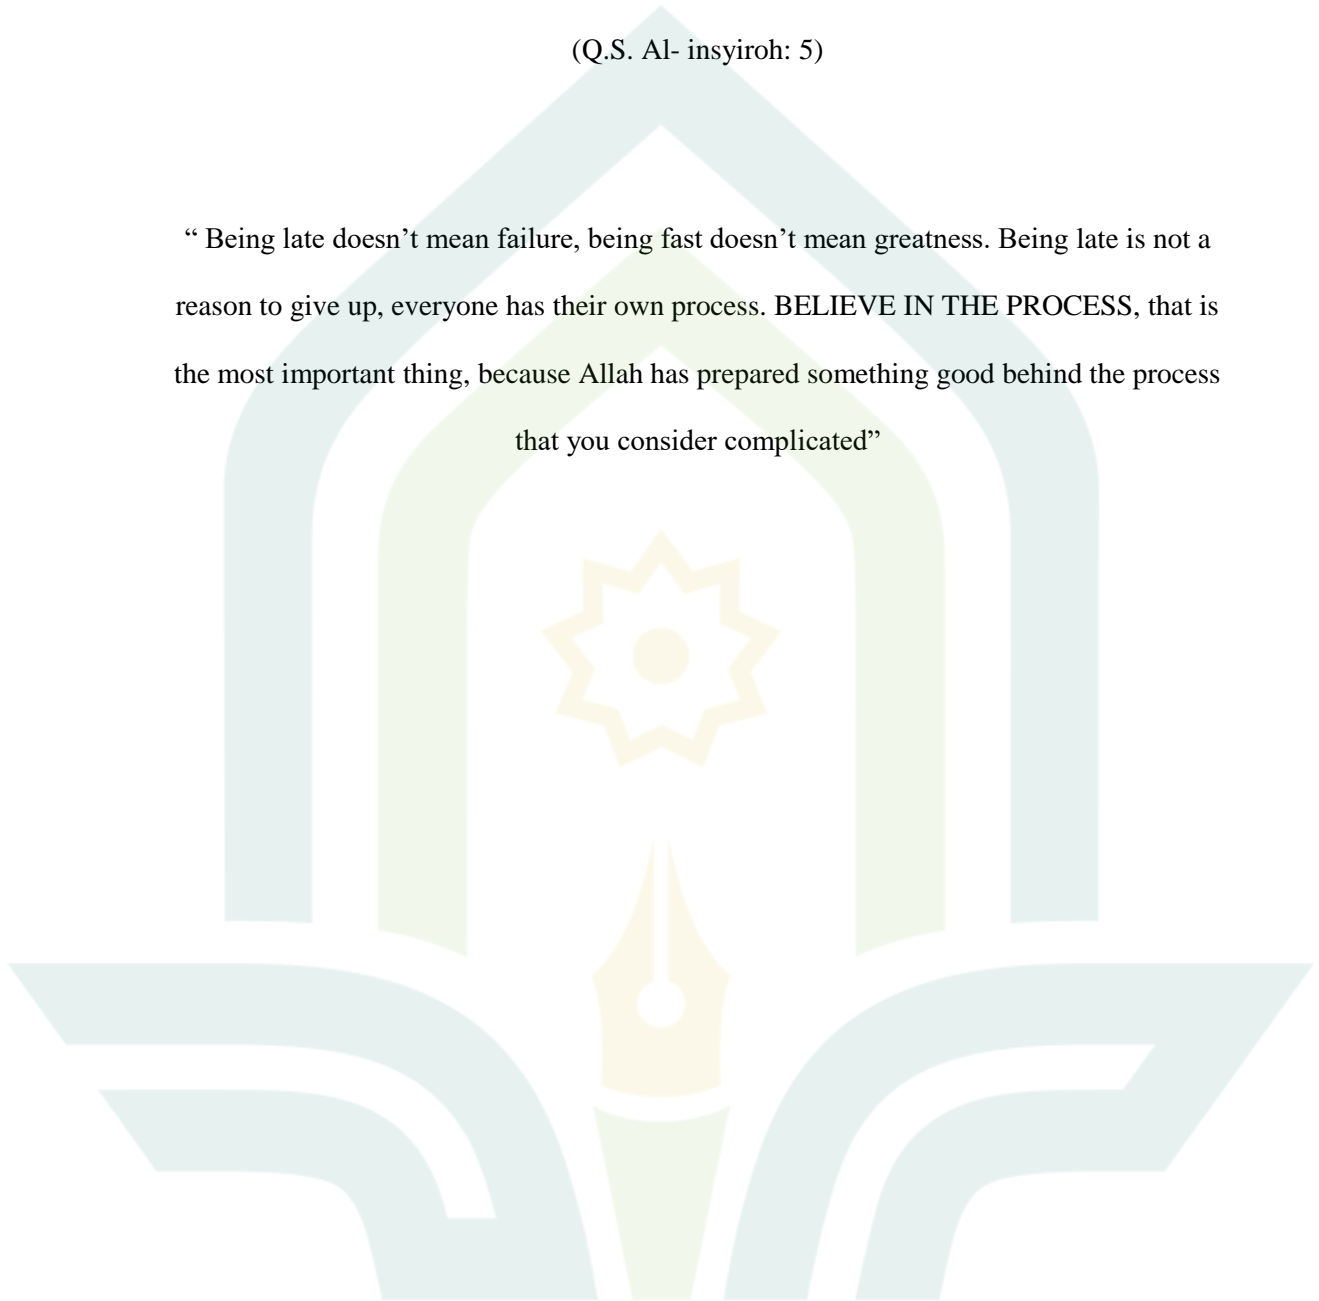 (Q.S. Al- insyiroh: 5)
“ Being late doesn’t mean failure, being fast doesn’t mean greatness. Being late is not a
reason to give up, everyone has their own process. BELIEVE IN THE PROCESS, that is
the most important thing, because Allah has prepared something good behind the process
that you consider complicated”